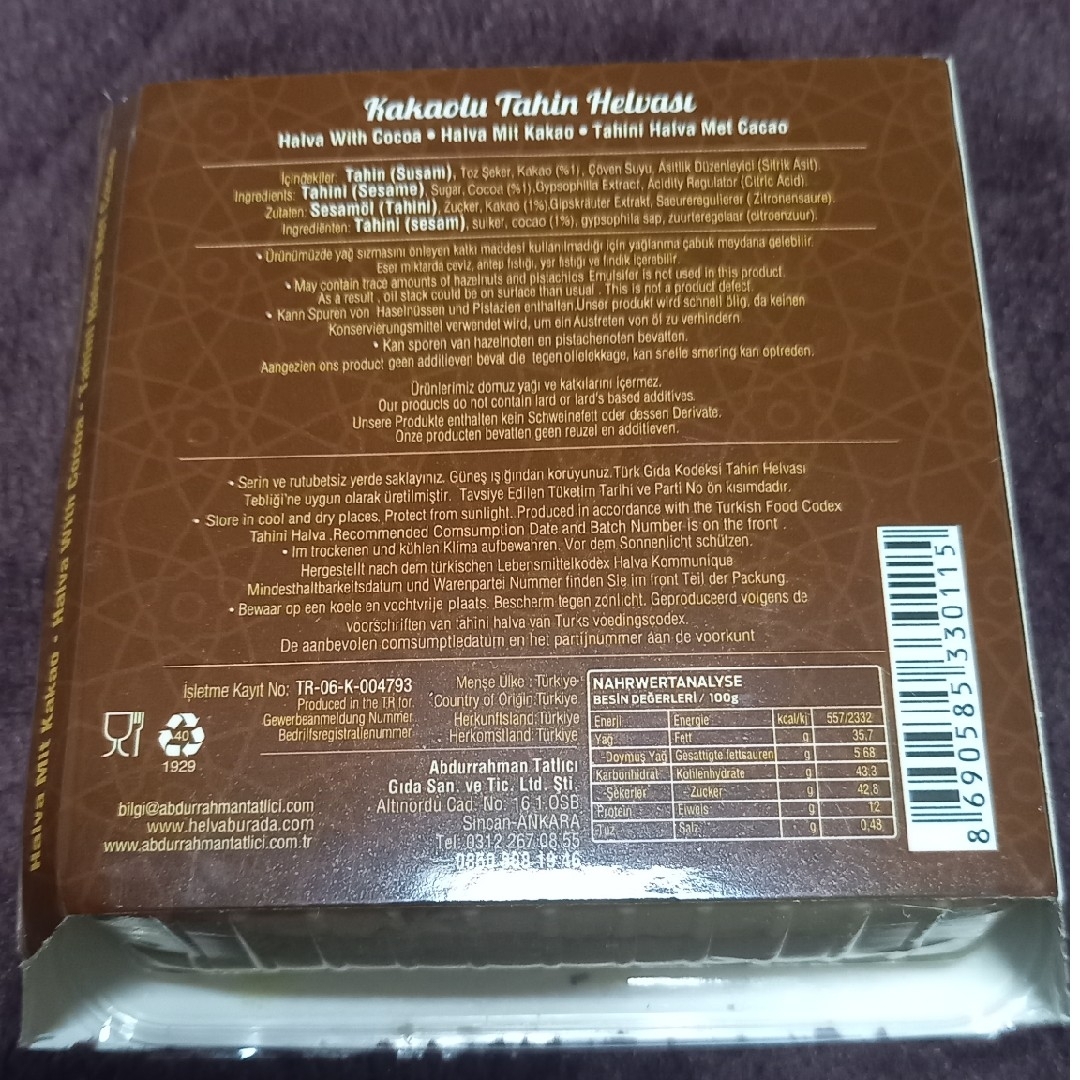 Kakaolu Tahin Helvası
Halva With Cocoa • Halva Mit Kakao • Tahini Halva Met Cacao
İçindekiler: Tahin (Susam), Toz Şeker, Kakao (%1), Çöven Suyu, Asitlik Düzenleyici (Sitrik Asit).
Ingredients: Tahini (Sesame), Sugar, Cocoa (%1),Gypsophilla Extract, Acidity Regulator (Citric Acid).
Zutaten: Sesamöl (Tahini), Zucker, Kakao (1%),Gipskräuter Extrakt, Saeureregulierer (Zitronensaure).
Ingrediënten: Tahini (sesam), suiker, cocao (1%), gypsophila sap, zuurteregelaar (citroenzuur).
• Ürünümüzde yağ sızmasını önleyen katkı maddesi kullanılmadığı için yağlanma çabuk meydana gelebilir.
Eser miktarda ceviz, antep fıstığı, yer fıstığı ve fındık içerebilir.
• May contain trace amounts of hazelnuts and pistachios Emulsifer is not used in this product.
As a result, oil stack could be on surface than usual. This is not a product defect.
• Kann Spuren von Haselnüssen und Pistazien enthalten.Unser produkt wird schnell ölig, da keinen
Konservierungsmittel verwendet wird, um ein Austreten von öl zu verhindern.
• Kan sporen van hazelnoten en pistachenoten bevatten.
Aangezien ons product geen additieven bevat die tegen olielekkage, kan snelle smering kan optreden.
Ürünlerimiz domuz yağı ve katkılarını içermez.
Our products do not contain lard or lard's based additives.
Unsere Produkte enthalten kein Schweinefett oder dessen Derivate.
Onze producten bevatten geen reuzel en additieven.
• Serin ve rutubetsiz yerde saklayınız. Güneş ışığından koruyunuz. Türk Gıda Kodeksi Tahin Helvası
Tebliği'ne uygun olarak üretilmiştir. Tavsiye Edilen Tüketim Tarihi ve Parti No ön kısımdadır.
• Store in cool and dry places. Protect from sunlight. Produced in accordance with the Turkish Food Codex
Tahini Halva .Recommended Comsumption Date and Batch Number is on the front .
• Im trockenen und kühlen Klima aufbewahren. Vor dem Sonnenlicht schützen.
Hergestellt nach dem türkischen Lebensmittelkodex Halva Kommunique
Mindesthaltbarkeitsdatum und Warenpartei Nummer finden Sie im front Teil der Packung.
• Bewaar op een koele en vochtvrije plaats. Bescherm tegen zonlicht. Geproduceerd volgens de
voorschriften van tahini halva van Turks voedingscodex.
De aanbevolen comsumptiedatum en het partijnummer aan de voorkunt
İşletme Kayıt No: TR-06-K-004793
Produced in the TR for.
Gewerbeanmeldung Nummer
Bedrijfsregistratienummer
Menşe Ülke : Türkiye
Country of Origin: Türkiye
Herkunftsland: Türkiye
Herkomstland: Türkiye
40
1929
Abdurrahman Tatlıcı
Gıda San. ve Tic. Ltd. Şti.
Altınordu Cad. No: 16 1.OSB
Sincan-ANKARA
Tel: 0312 267 08 55
bilgi@abdurrahmantatlici.com
www.helvaburada.com
www.abdurrahmantatlici.com.tr
NAHRWERTANALYSE
BESİN DEĞERLERİ / 100g
Enerji Energie kcal/kj 557/2332
Yağ Fett g 35,7
-Doymuş Yağ Gesättigte fettsauren g 5.68
Karbonhidrat Kohlenhydrate g 43,3
-Şekerler -Zucker g 42,8
Protein Eiweis g 12
Tuz Salz g 0,48
8 690585 330115
Halva Mit Kakao - Halva With Cocoa - Tahini Halva Met Cacao